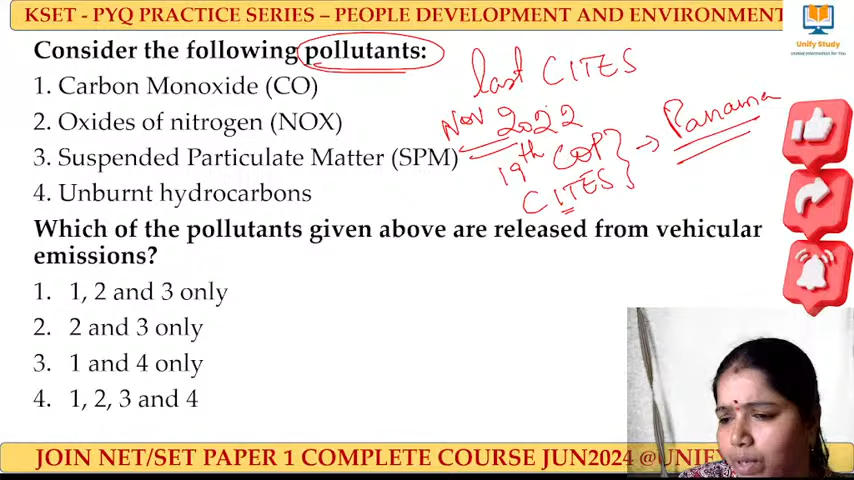 KSET - PYQ PRACTICE SERIES – PEOPLE DEVELOPMENT AND ENVIRONMENT
Unify Study
Consider the following pollutants:
last CITES
1. Carbon Monoxide (CO)
Nov 2022
Panama
2. Oxides of nitrogen (NOX)
19th COP
3. Suspended Particulate Matter (SPM)
CITES
4. Unburnt hydrocarbons
Which of the pollutants given above are released from vehicular
emissions?
1. 1, 2 and 3 only
2. 2 and 3 only
3. 1 and 4 only
4. 1, 2, 3 and 4
JOIN NET/SET PAPER 1 COMPLETE COURSE JUN2024 @UNIF